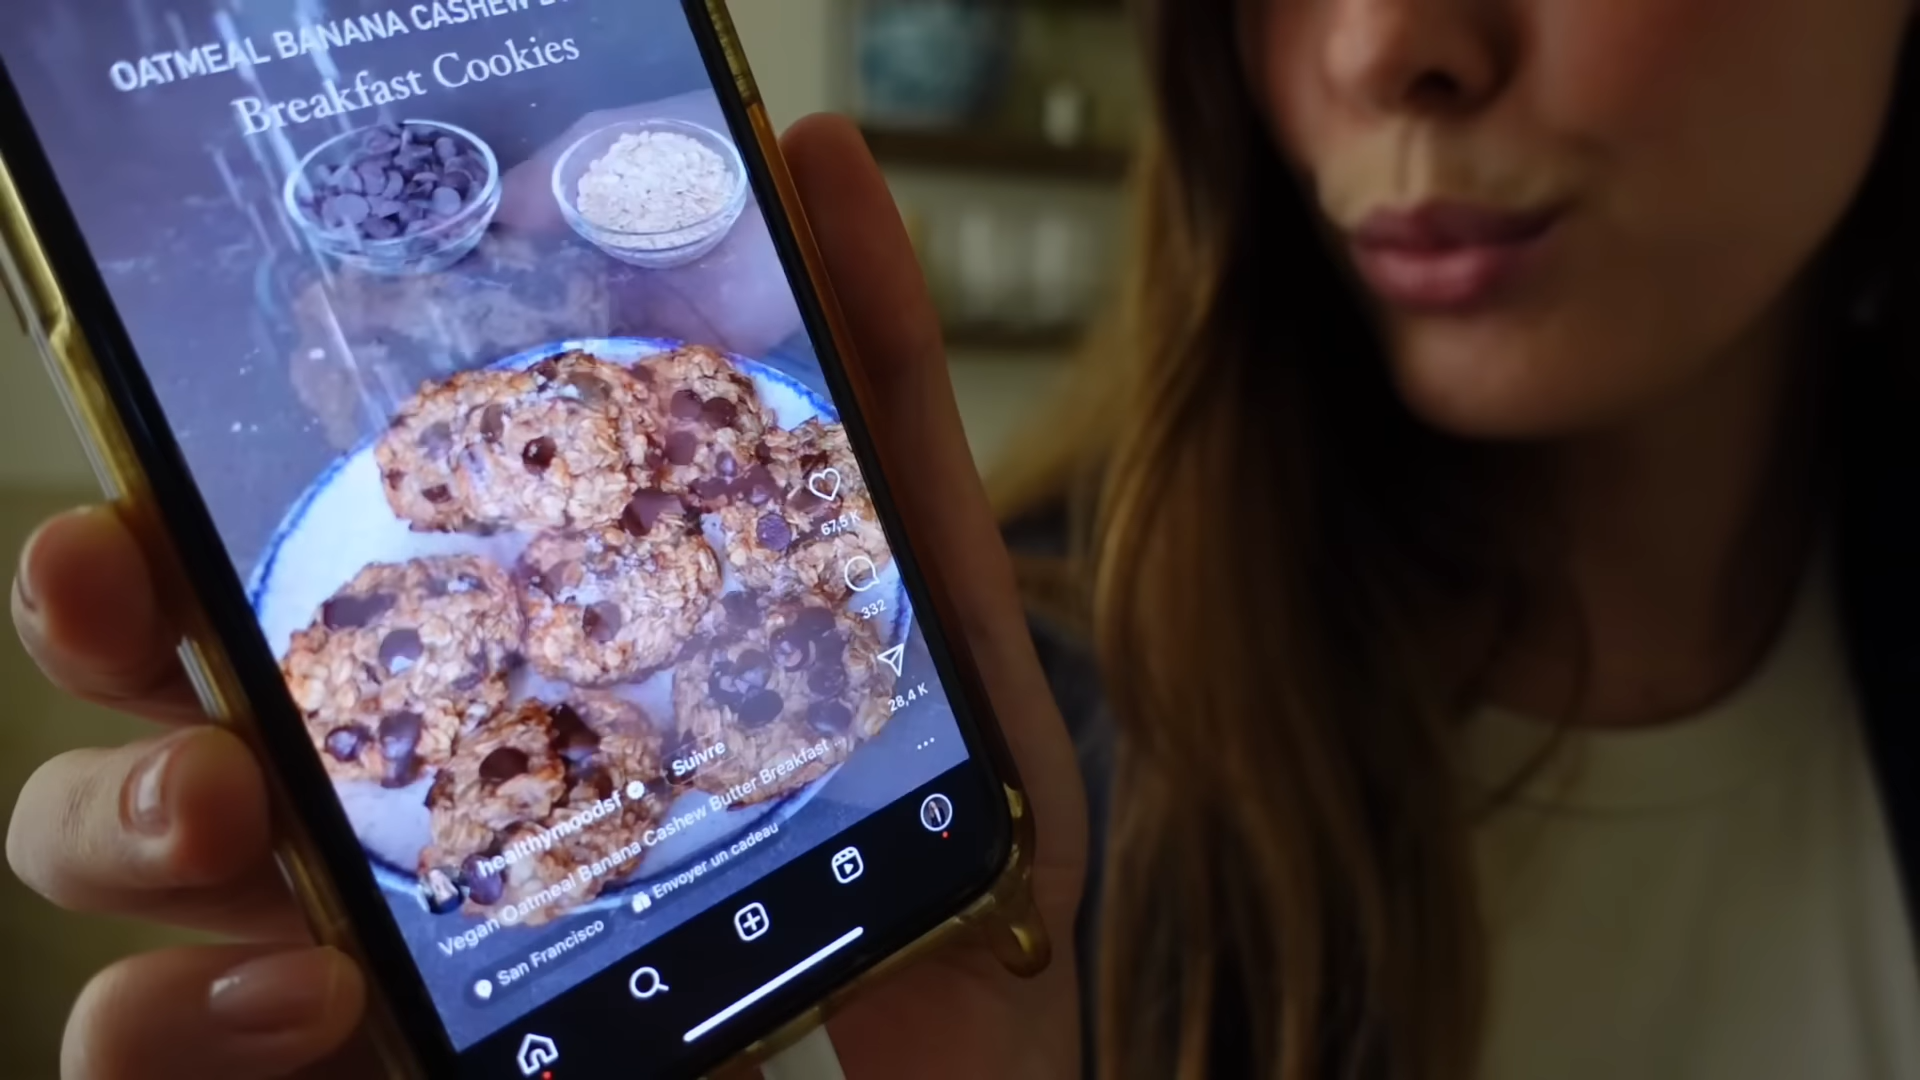 OATMEAL BANANA CASHEW
Breakfast Cookies
67,5 K
332
28,4 K
healthymoodsf Suivre
Vegan Oatmeal Banana Cashew Butter Breakfast ...
San Francisco Envoyer un cadeau